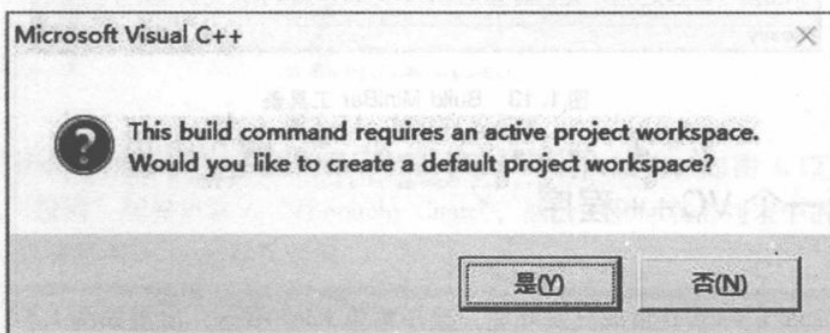 Microsoft Visual C++
This build command requires an active project workspace.
Would you like to create a default project workspace?
是(Y)
否(N)